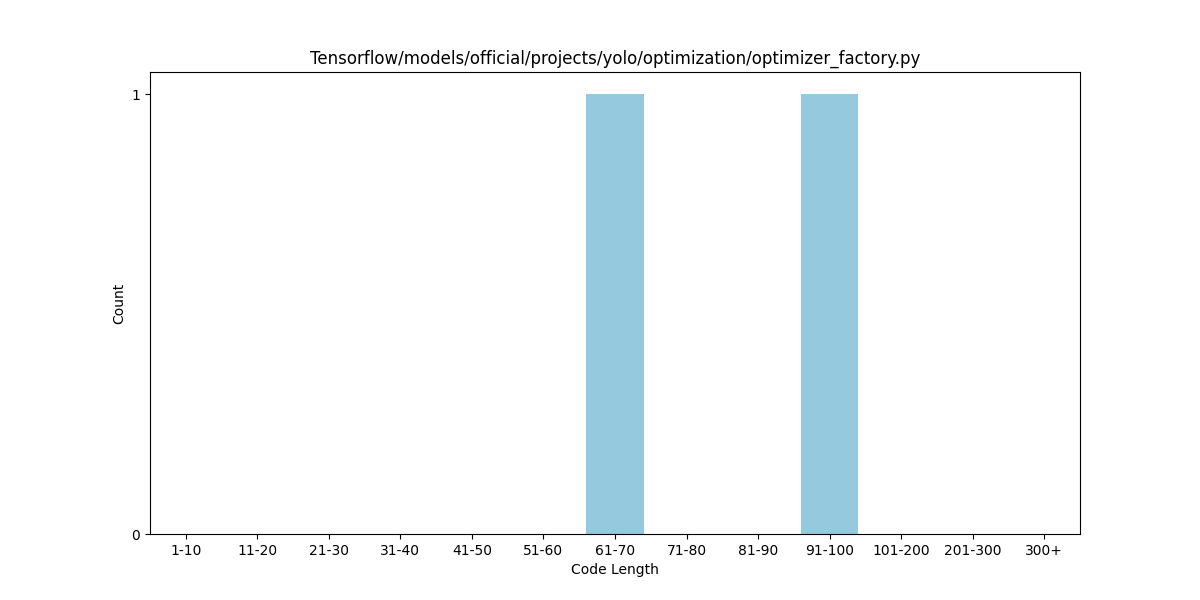 Tensorflow/models/official/projects/yolo/optimization/optimizer_factory.py
1
Count
0
1-10 11-20 21-30 31-40 41-50 51-60 61-70 71-80 81-90 91-100 101-200 201-300 300+
Code Length